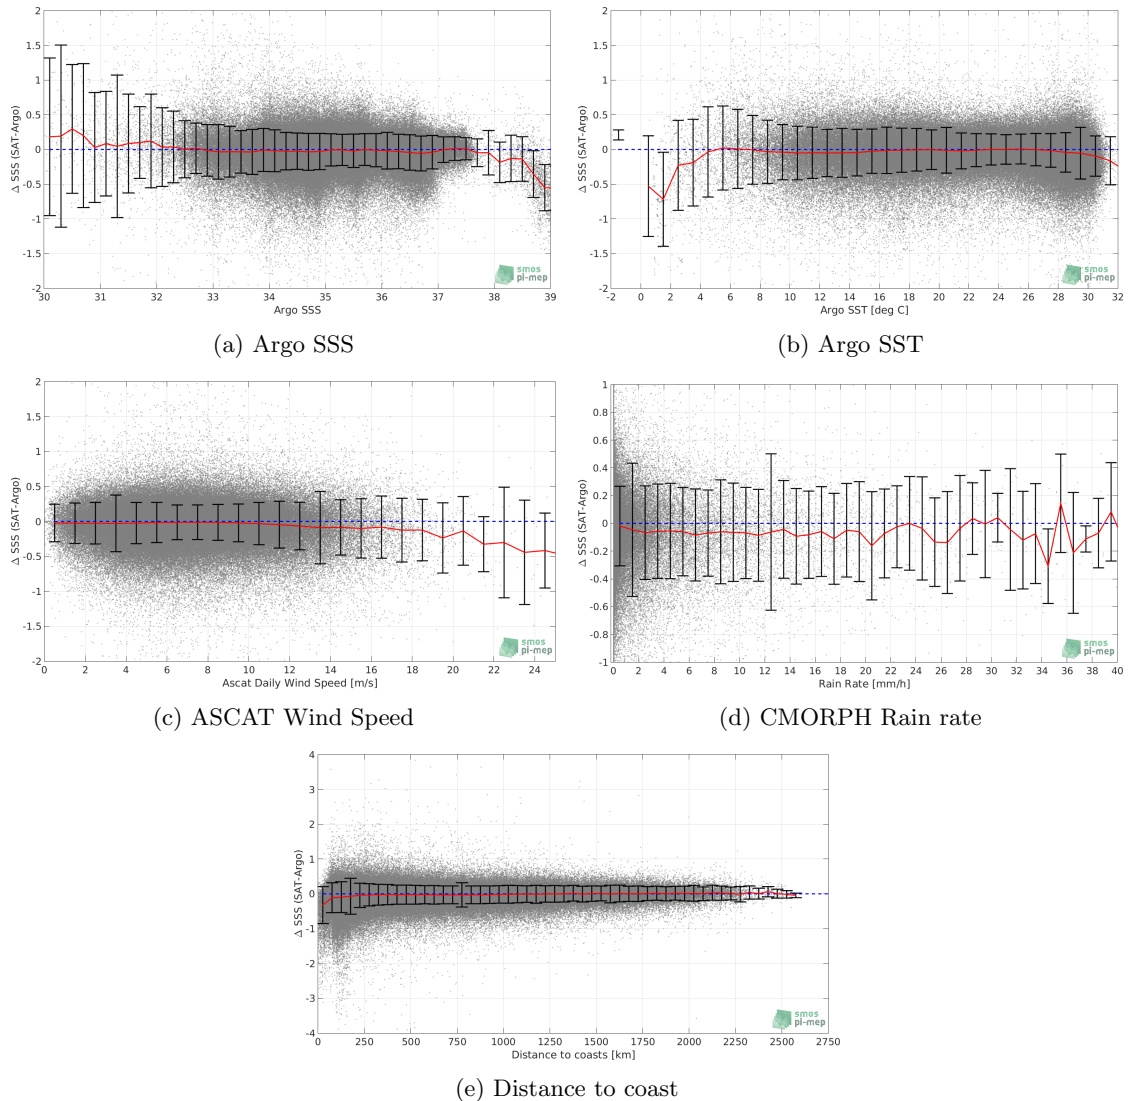 2
1.5
1
0.5
0
-0.5
-1
-1.5
-2
Δ SSS (SAT-Argo)
30 31 32 33 34 35 36 37 38 39
Argo SSS
smos
pi-mep
(a) Argo SSS
2
1.5
1
0.5
0
-0.5
-1
-1.5
-2
Δ SSS (SAT-Argo)
-2 0 2 4 6 8 10 12 14 16 18 20 22 24 26 28 30 32
Argo SST [deg C]
smos
pi-mep
(b) Argo SST
2
1.5
1
0.5
0
-0.5
-1
-1.5
-2
Δ SSS (SAT-Argo)
0 2 4 6 8 10 12 14 16 18 20 22 24
Ascat Daily Wind Speed [m/s]
smos
pi-mep
(c) ASCAT Wind Speed
1
0.8
0.6
0.4
0.2
0
-0.2
-0.4
-0.6
-0.8
-1
Δ SSS (SAT-Argo)
0 2 4 6 8 10 12 14 16 18 20 22 24 26 28 30 32 34 36 38 40
Rain Rate [mm/h]
smos
pi-mep
(d) CMORPH Rain rate
4
3
2
1
0
-1
-2
-3
-4
Δ SSS (SAT-Argo)
0 250 500 750 1000 1250 1500 1750 2000 2250 2500 2750
Distance to coasts [km]
smos
pi-mep
(e) Distance to coast